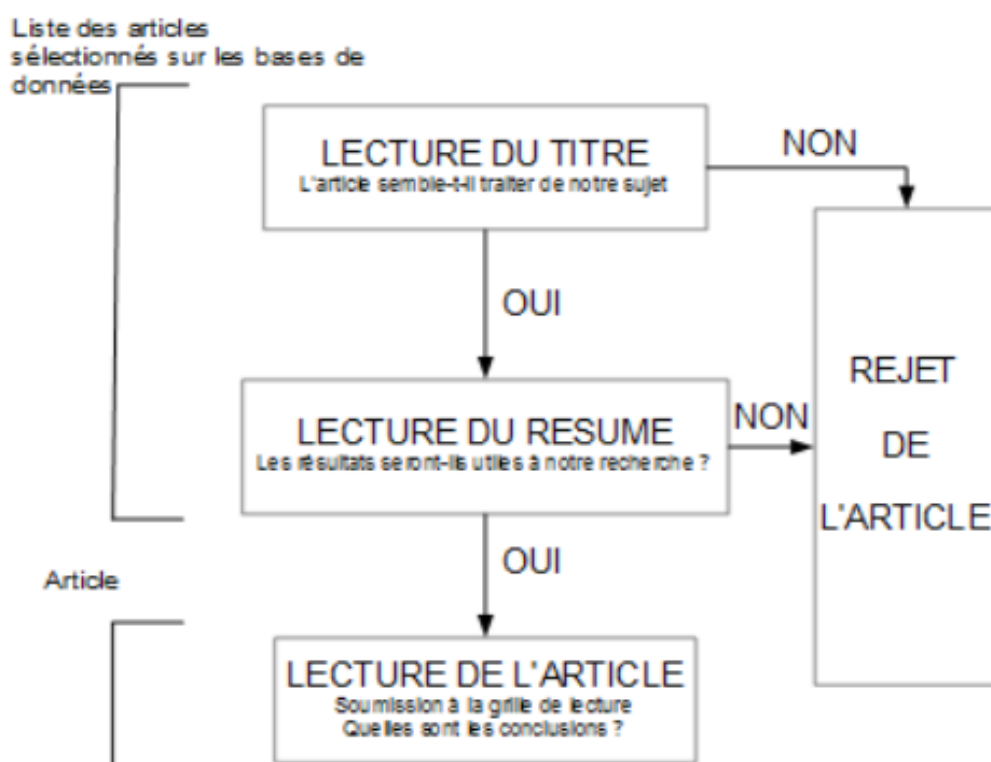 Liste des articles
sélectionnés sur les bases de
données
LECTURE DU TITRE
L'article semble-t-il traiter de notre sujet
NON
OUI
LECTURE DU RESUME
Les résultats seront-ils utiles à notre recherche ?
NON
REJET
DE
L'ARTICLE
OUI
Article
LECTURE DE L'ARTICLE
Soumission à la grille de lecture
Quelles sont les conclusions ?